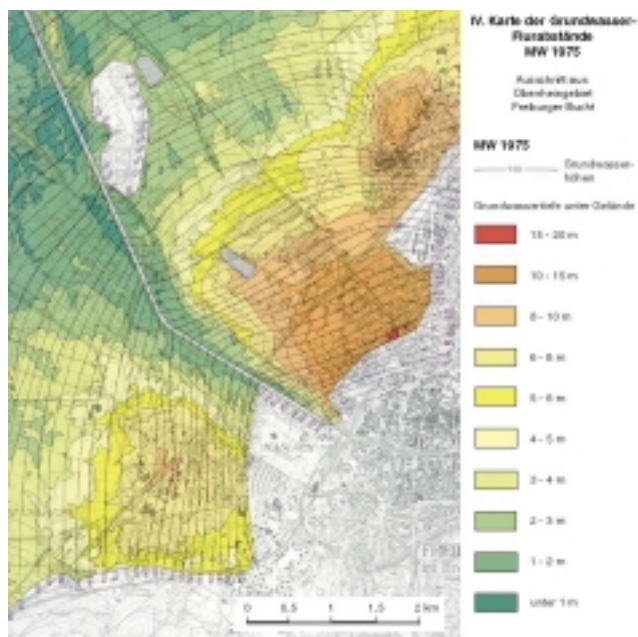 IV. Karte der Grundwasser-
Flurabstände
MW 1975
Ausschnitt aus
Oberrheingebiet
Freiburger Bucht
MW 1975
Grundwasser-
höhen
Grundwassertiefe unter Gelände
15 - 20 m
10 - 15 m
8 - 10 m
6 - 8 m
5 - 6 m
4 - 5 m
3 - 4 m
2 - 3 m
1 - 2 m
unter 1 m
0 0,5 1 1,5 2 km